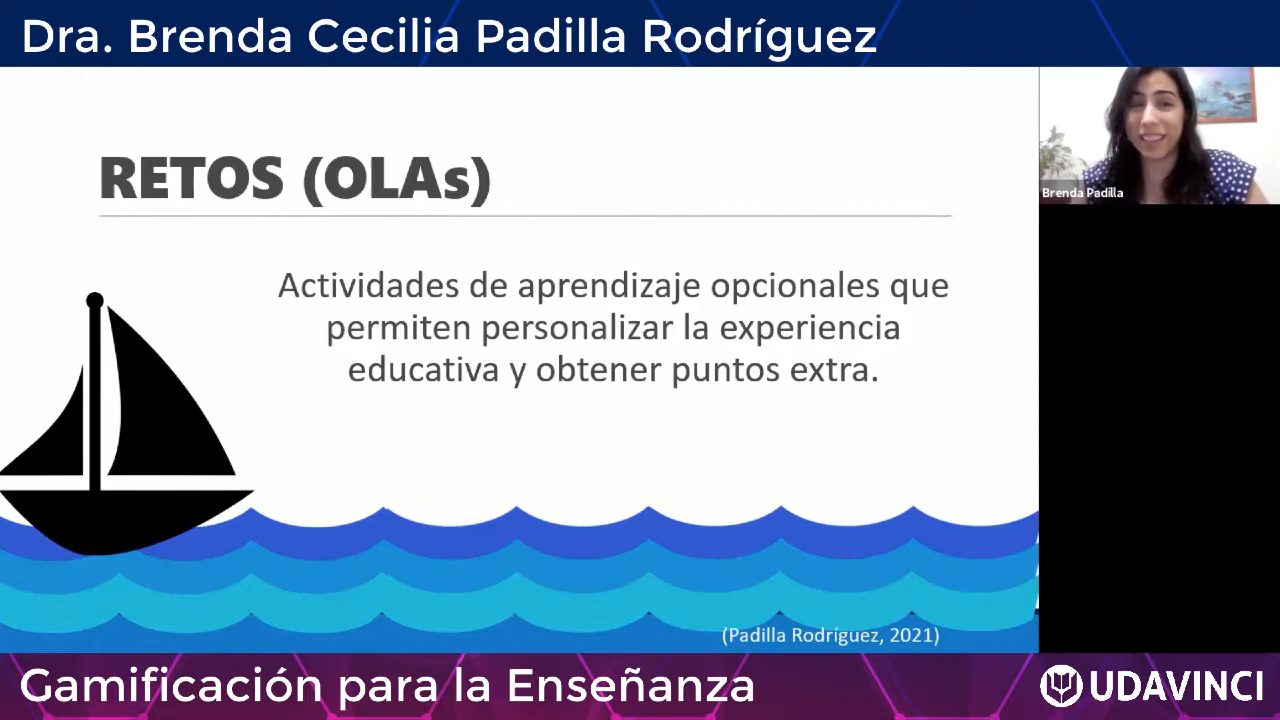 Dra. Brenda Cecilia Padilla Rodríguez
RETOS (OLAs)
Actividades de aprendizaje opcionales que
permiten personalizar la experiencia
educativa y obtener puntos extra.
Brenda Padilla
(Padilla Rodríguez, 2021)
Gamificación para la Enseñanza
UDAVINCI